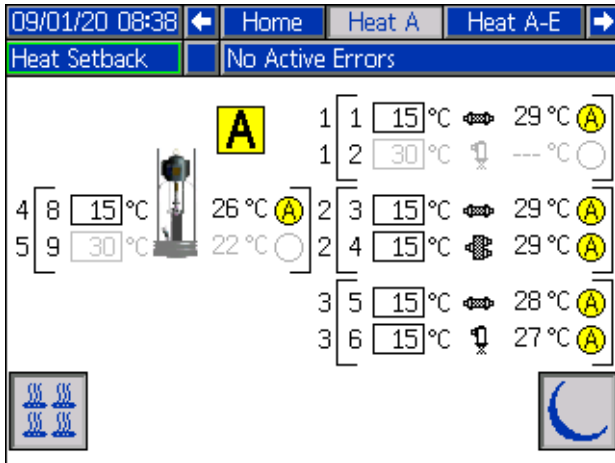 09/01/20 08:38 Home Heat A Heat A-E
Heat Setback No Active Errors
A
1 1 15 °C 29 °C A
1 2 30 °C --- °C
4 8 15 °C 26 °C A
5 9 30 °C 22 °C
2 3 15 °C 29 °C A
2 4 15 °C 29 °C A
3 5 15 °C 28 °C A
3 6 15 °C 27 °C A